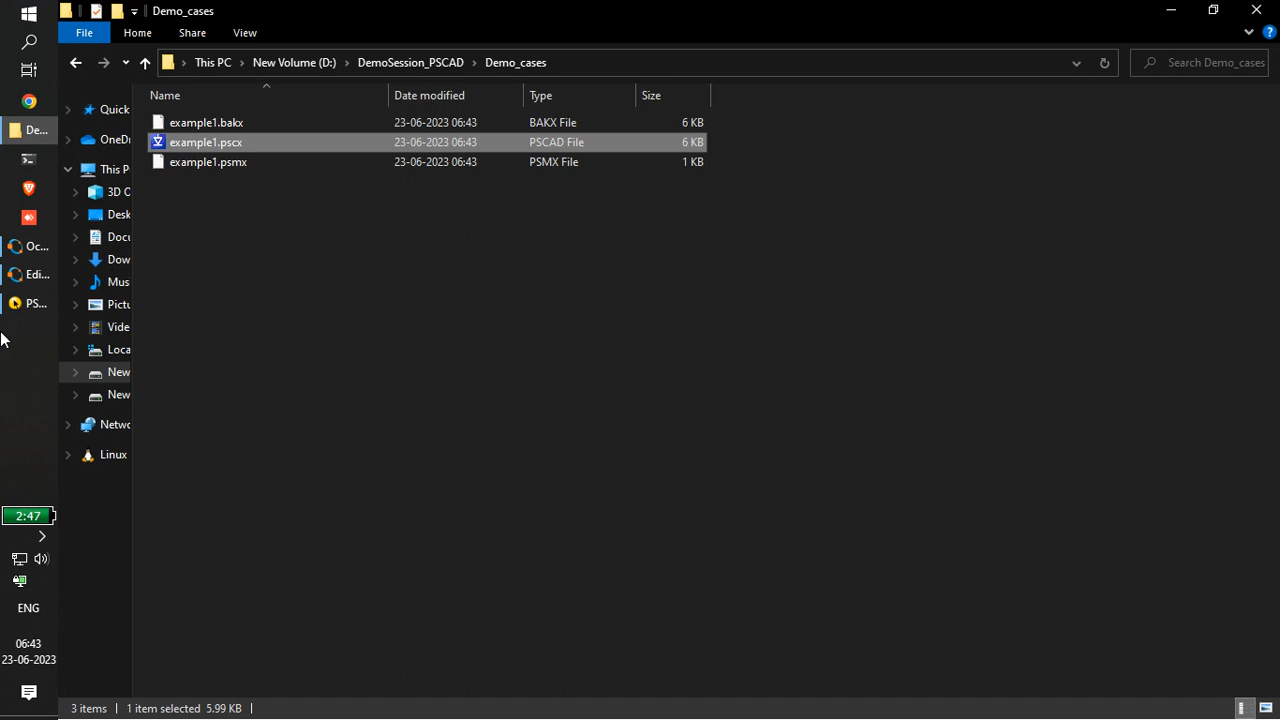 Demo_cases
File Home Share View
This PC New Volume (D:) DemoSession_PSCAD Demo_cases
Search Demo_cases
Name Date modified Type Size
example1.bakx 23-06-2023 06:43 BAKX File 6 KB
example1.pscx 23-06-2023 06:43 PSCAD File 6 KB
example1.psmx 23-06-2023 06:43 PSMX File 1 KB
Quick
OneDr
This P
3D O
Desk
Docu
Dow
Mus
Pictu
Vide
Loca
New
New
Netwo
Linux
De...
Oc...
Edi...
PS...
2:47
ENG
06:43
23-06-2023
3 items 1 item selected 5.99 KB